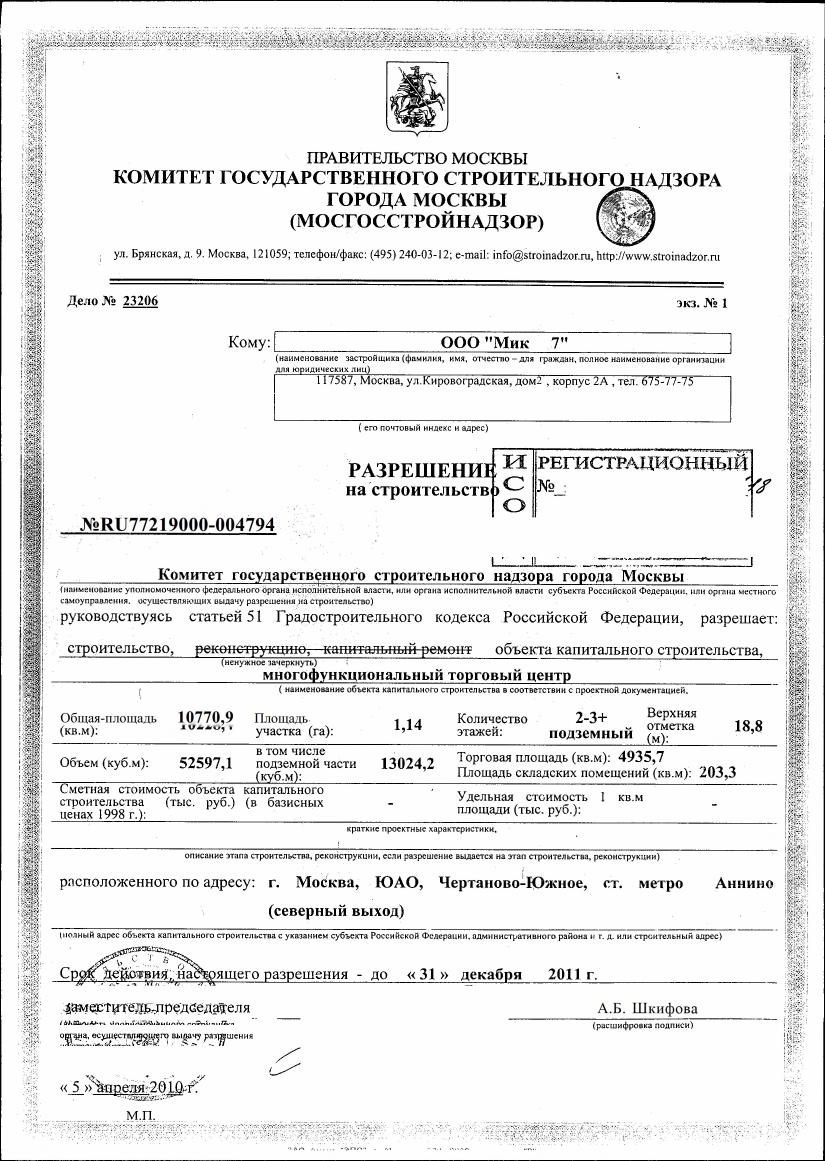 ПРАВИТЕЛЬСТВО МОСКВЫ
КОМИТЕТ ГОСУДАРСТВЕННОГО СТРОИТЕЛЬНОГО НАДЗОРА
ГОРОДА МОСКВЫ
(МОСГОССТРОЙНАДЗОР)
ул. Брянская, д. 9. Москва, 121059; телефон/факс: (495) 240-03-12; e-mail: info@stroinadzor.ru, http://www.stroinadzor.ru
Дело № 23206 экз. № 1
Кому: ООО "Мик 7"
(наименование застройщика (фамилия, имя, отчество – для граждан, полное наименование организации
для юридических лиц)
117587, Москва, ул.Кировоградская, дом2 , корпус 2А , тел. 675-77-75
( его почтовый индекс и адрес)
РАЗРЕШЕНИЕ
на строительство
ИСО РЕГИСТРАЦИОННЫЙ
№
№RU77219000-004794
Комитет государственного строительного надзора города Москвы
(наименование уполномоченного федерального органа исполнительной власти, или органа исполнительной власти субъекта Российской Федерации, или органа местного
самоуправления, осуществляющих выдачу разрешения на строительство)
руководствуясь статьей 51 Градостроительного кодекса Российской Федерации, разрешает:
строительство, реконструкцию, капитальный ремонт объекта капитального строительства,
(ненужное зачеркнуть)
многофункциональный торговый центр
( наименование объекта капитального строительства в соответствии с проектной документацией,
Общая площадь (кв.м): 10770,9 Площадь участка (га): 1,14 Количество этажей: 2-3+ подземный Верхняя отметка (м): 18,8
Объем (куб.м): 52597,1 в том числе подземной части (куб.м): 13024,2 Торговая площадь (кв.м): 4935,7
Площадь складских помещений (кв.м): 203,3
Сметная стоимость объекта капитального строительства (тыс. руб.) (в базисных ценах 1998 г.): - Удельная стоимость 1 кв.м площади (тыс. руб.): -
краткие проектные характеристики,
описание этапа строительства, реконструкции, если разрешение выдается на этап строительства, реконструкции)
расположенного по адресу: г. Москва, ЮАО, Чертаново-Южное, ст. метро Аннино
(северный выход)
(полный адрес объекта капитального строительства с указанием субъекта Российской Федерации, административного района и т. д. или строительный адрес)
Срок действия настоящего разрешения - до « 31 » декабря 2011 г.
заместитель председателя А.Б. Шкифова
(расшифровка подписи)
органа, осуществляющего выдачу разрешения
« 5 » апреля 2010 г.
М.П.